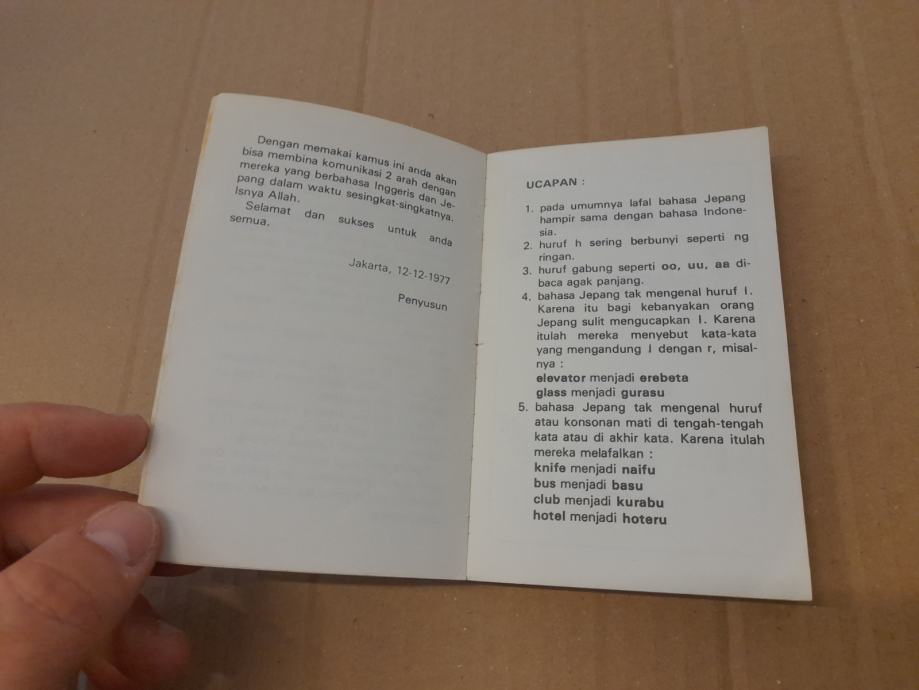 Dengan memakai kamus ini anda akan
bisa membina komunikasi 2 arah dengan
mereka yang berbahasa Inggeris dan Je-
pang dalam waktu sesingkat-singkatnya.
Isnya Allah.
Selamat dan sukses untuk anda
semua.
Jakarta, 12-12-1977
Penyusun
UCAPAN :
1. pada umumnya lafal bahasa Jepang
hampir sama dengan bahasa Indone-
sia.
2. huruf h sering berbunyi seperti ng
ringan.
3. huruf gabung seperti oo, uu, aa di-
baca agak panjang.
4. bahasa Jepang tak mengenal huruf l.
Karena itu bagi kebanyakan orang
Jepang sulit mengucapkan l. Karena
itulah mereka menyebut kata-kata
yang mengandung l dengan r, misal-
nya :
elevator menjadi erebeta
glass menjadi gurasu
5. bahasa Jepang tak mengenal huruf
atau konsonan mati di tengah-tengah
kata atau di akhir kata. Karena itulah
mereka melafalkan :
knife menjadi naifu
bus menjadi basu
club menjadi kurabu
hotel menjadi hoteru